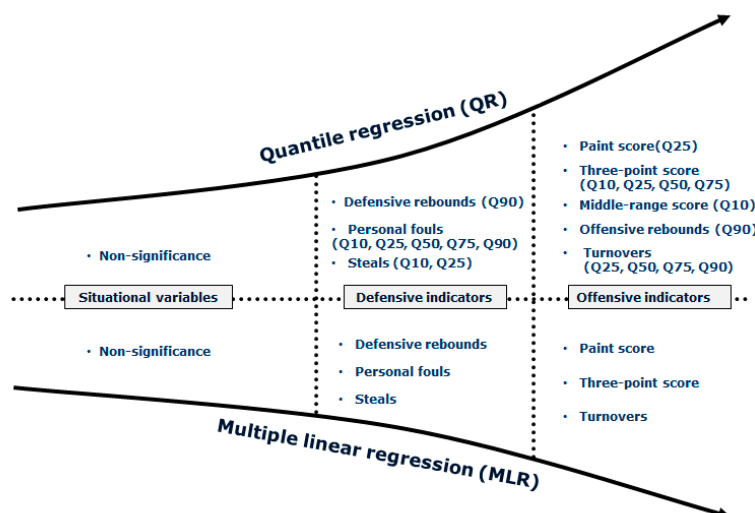 Quantile regression (QR)
• Paint score(Q25)
• Three-point score
(Q10, Q25, Q50, Q75)
• Middle-range score (Q10)
• Offensive rebounds (Q90)
• Turnovers
(Q25, Q50, Q75, Q90)
• Defensive rebounds (Q90)
• Personal fouls
(Q10, Q25, Q50, Q75, Q90)
• Steals (Q10, Q25)
• Non-significance
Situational variables
Defensive indicators
Offensive indicators
• Non-significance
• Defensive rebounds
• Personal fouls
• Steals
• Paint score
• Three-point score
• Turnovers
Multiple linear regression (MLR)